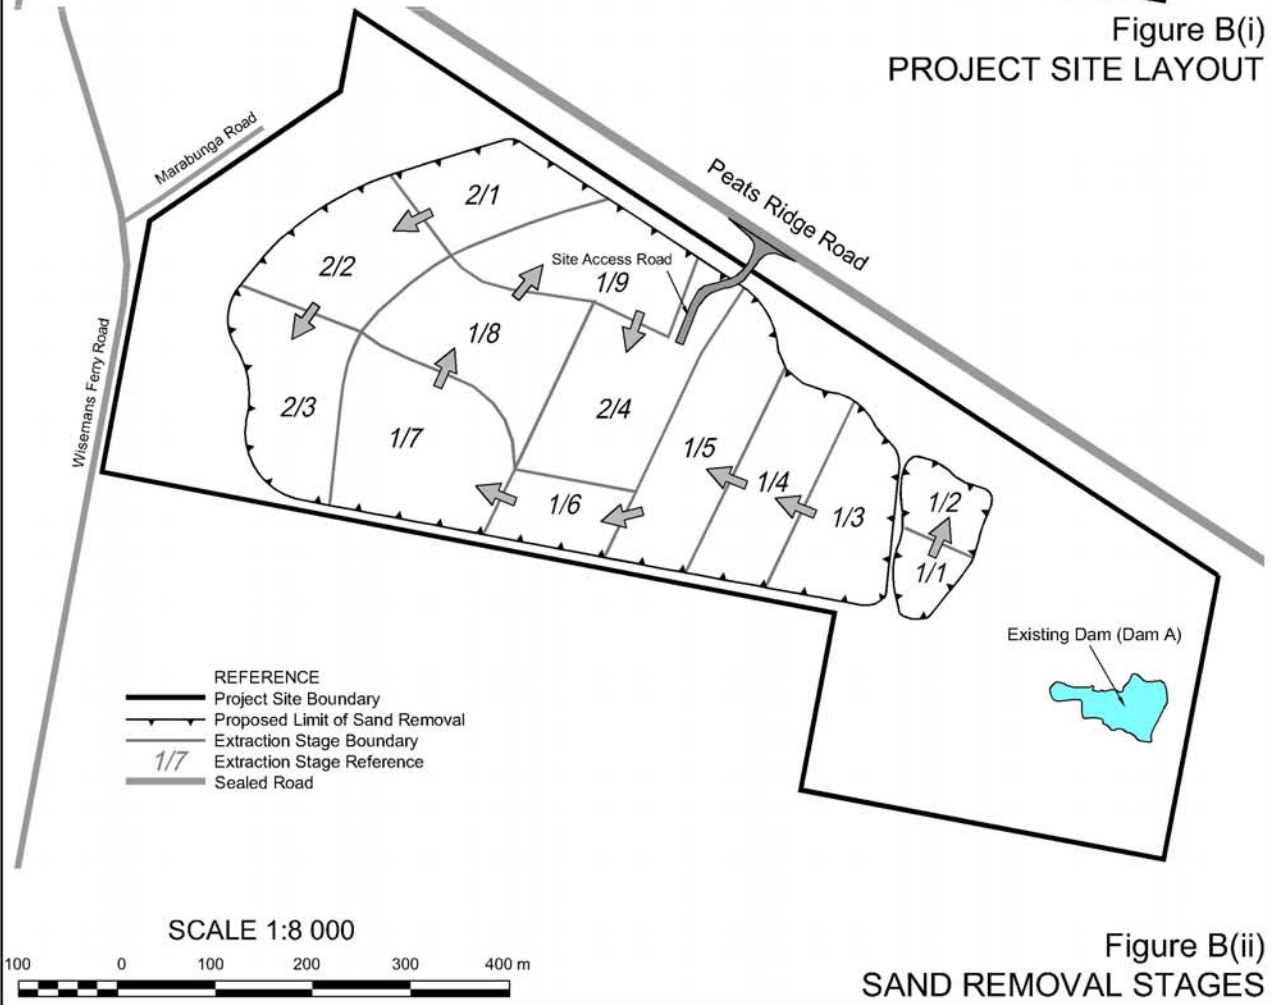 Figure B(i)
PROJECT SITE LAYOUT
Marabunga Road
Peats Ridge Road
2/1
Site Access Road
2/2
1/9
1/8
Wisemans Ferry Road
2/3
2/4
1/7
1/5
1/4
1/2
1/6
1/3
1/1
Existing Dam (Dam A)
REFERENCE
Project Site Boundary
Proposed Limit of Sand Removal
Extraction Stage Boundary
1/7 Extraction Stage Reference
Sealed Road
SCALE 1:8 000
100 0 100 200 300 400 m
Figure B(ii)
SAND REMOVAL STAGES